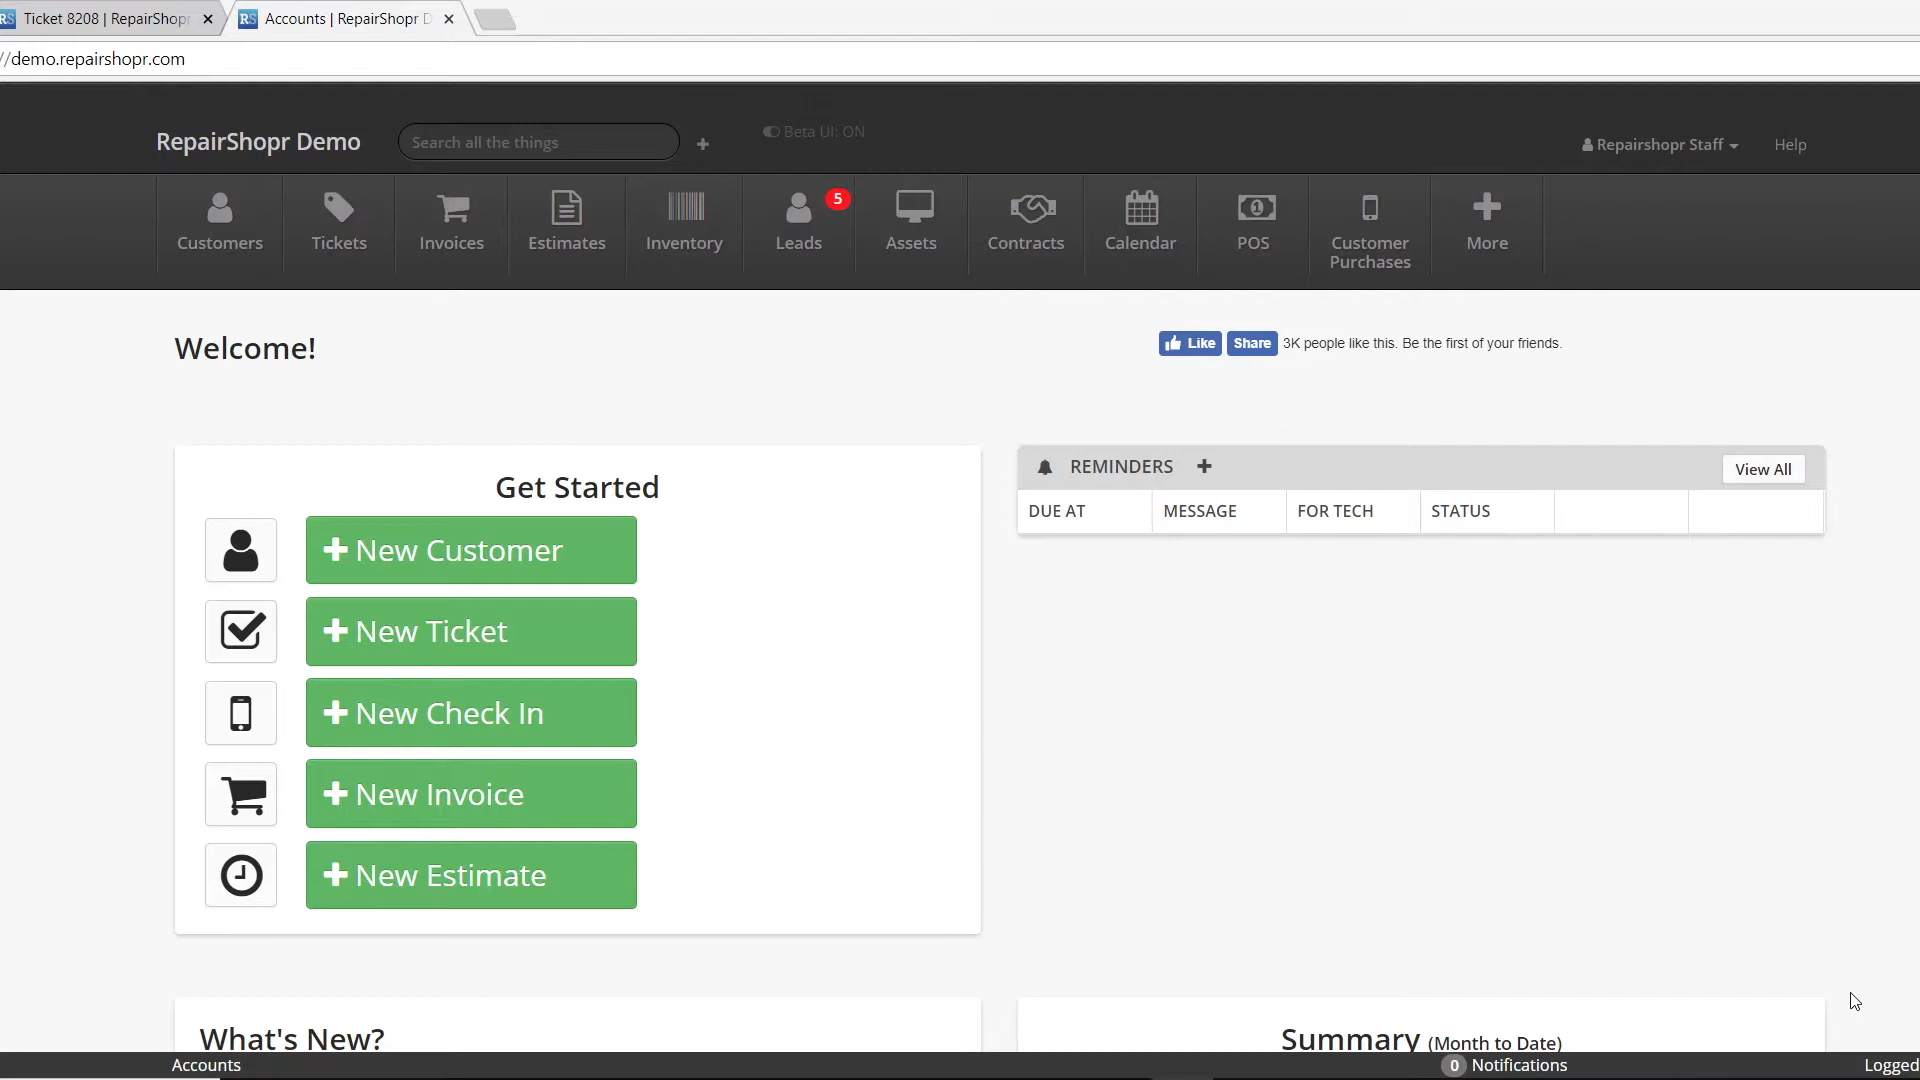 Ticket 8208 | RepairShopr
Accounts | RepairShopr D
//demo.repairshopr.com
RepairShopr Demo
Search all the things
Beta UI: ON
Repairshopr Staff
Help
Customers
Tickets
Invoices
Estimates
Inventory
Leads
5
Assets
Contracts
Calendar
POS
Customer
Purchases
More
Welcome!
Like
Share
3K people like this. Be the first of your friends.
Get Started
New Customer
New Ticket
New Check In
New Invoice
New Estimate
REMINDERS
View All
DUE AT
MESSAGE
FOR TECH
STATUS
What's New?
Summary (Month to Date)
Accounts
0 Notifications
Logged